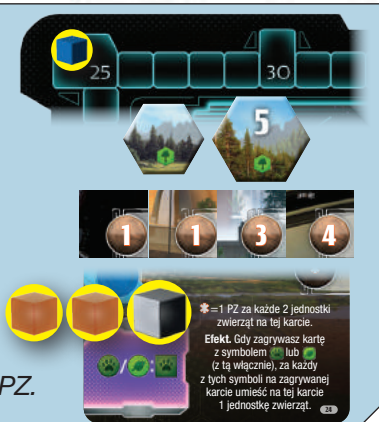 25
30
5
1 1 3 4
=1 PZ za każde 2 jednostki
zwierząt na tej karcie.
Efekt. Gdy zagrywasz kartę
z symbolem lub
(z tą włącznie), za każdy
z tych symboli na zagrywanej
karcie umieść na tej karcie
1 jednostkę zwierząt.
24
PZ.